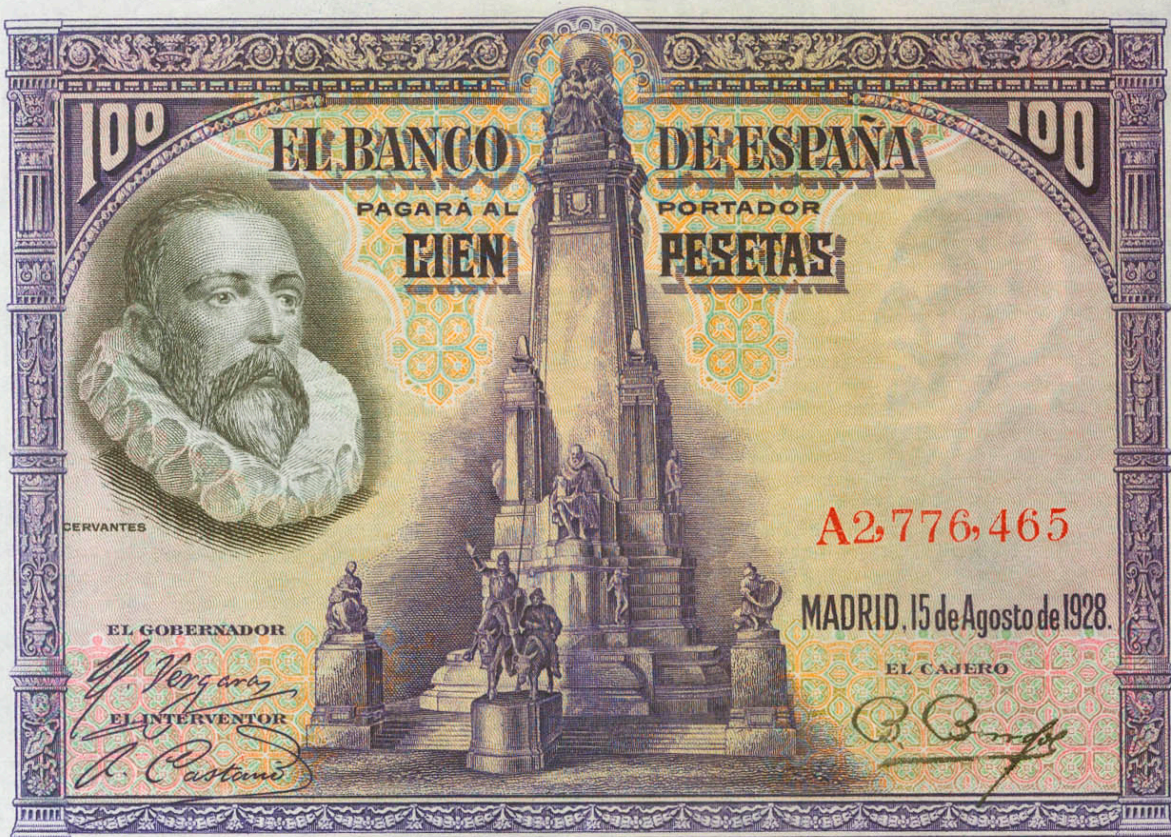 100 100
EL BANCO DE ESPAÑA
PAGARÁ AL PORTADOR
CIEN PESETAS
CERVANTES
A2,776,465
MADRID, 15 de Agosto de 1928.
EL GOBERNADOR
Vergara
EL INTERVENTOR
EL CAJERO